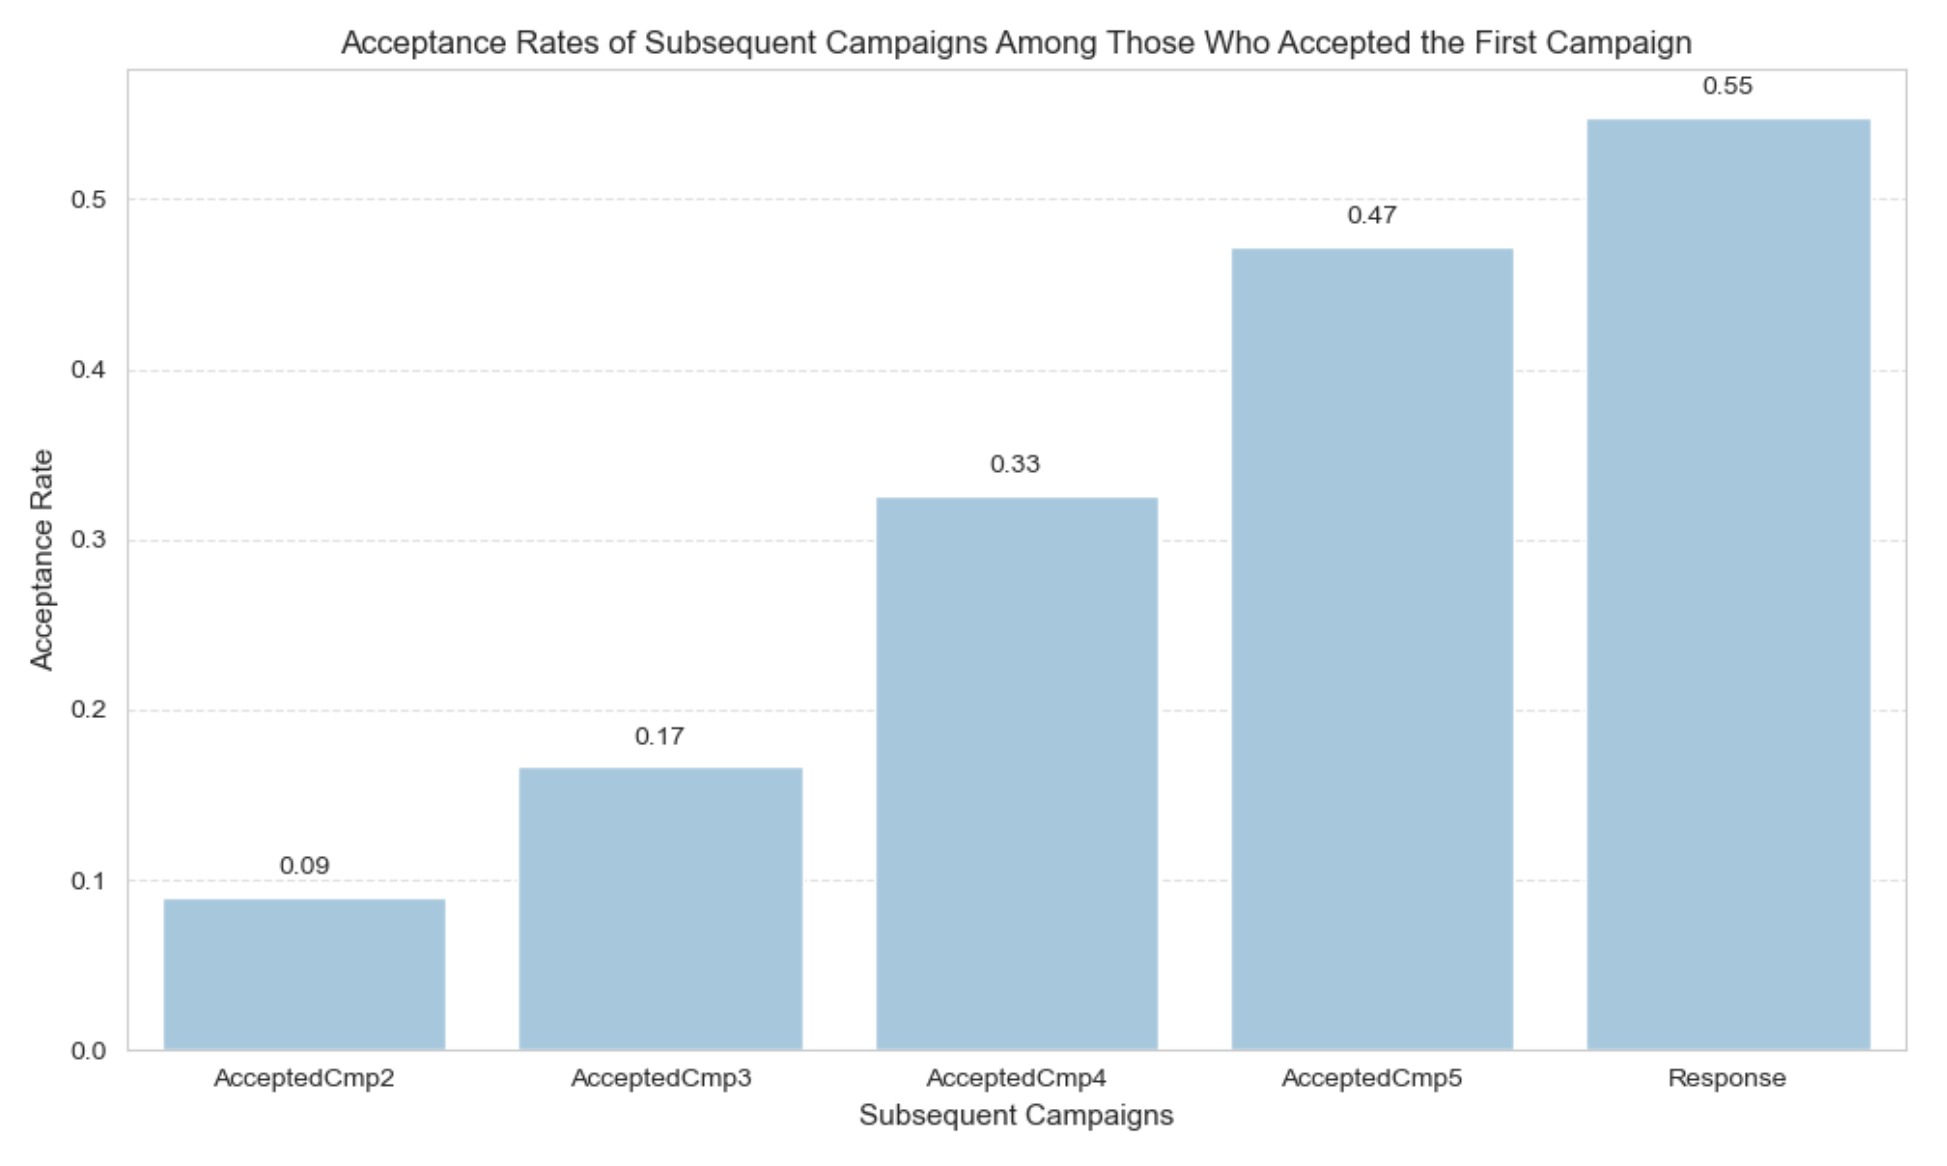 Acceptance Rates of Subsequent Campaigns Among Those Who Accepted the First Campaign
Acceptance Rate
0.5
0.4
0.3
0.2
0.1
0.0
0.09
0.17
0.33
0.47
0.55
AcceptedCmp2
AcceptedCmp3
AcceptedCmp4
AcceptedCmp5
Response
Subsequent Campaigns